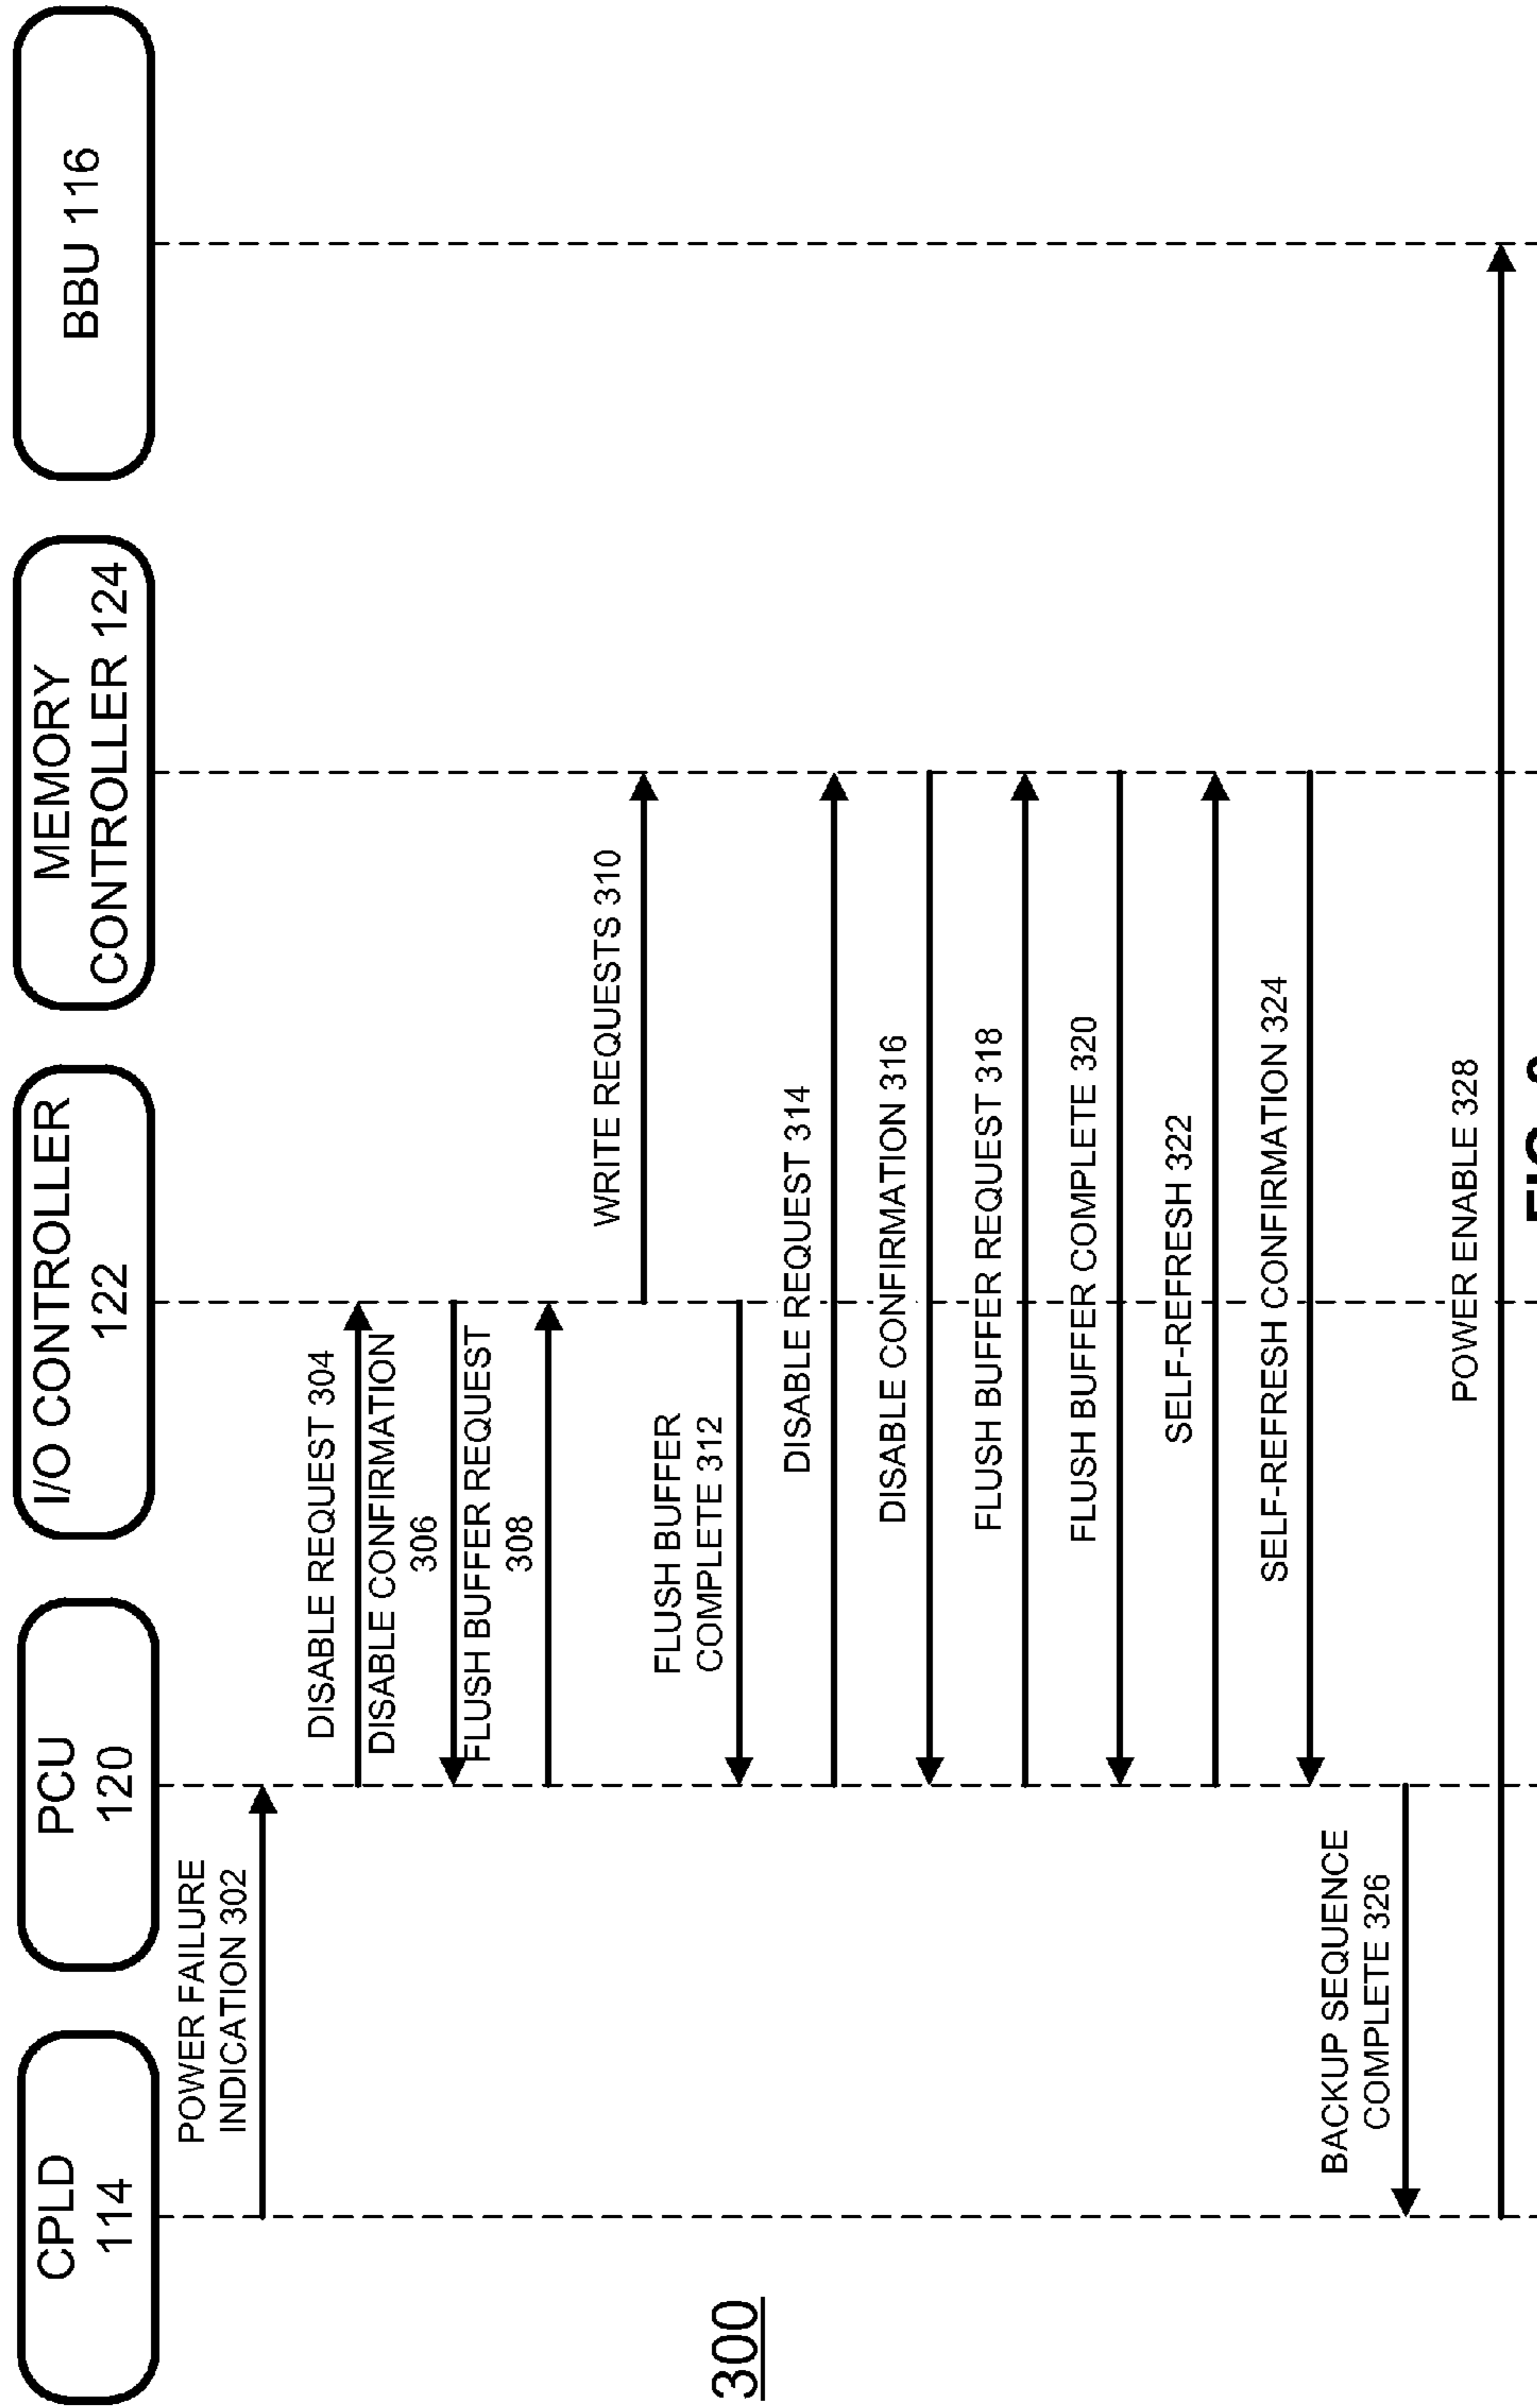 CPLD
114
PCU
120
I/O CONTROLLER
122
MEMORY
CONTROLLER 124
BBU 116
POWER FAILURE
INDICATION 302
DISABLE REQUEST 304
DISABLE CONFIRMATION
306
FLUSH BUFFER REQUEST
308
WRITE REQUESTS 310
FLUSH BUFFER
COMPLETE 312
300
DISABLE REQUEST 314
DISABLE CONFIRMATION 316
FLUSH BUFFER REQUEST 318
FLUSH BUFFER COMPLETE 320
SELF-REFRESH 322
SELF-REFRESH CONFIRMATION 324
BACKUP SEQUENCE
COMPLETE 326
POWER ENABLE 328